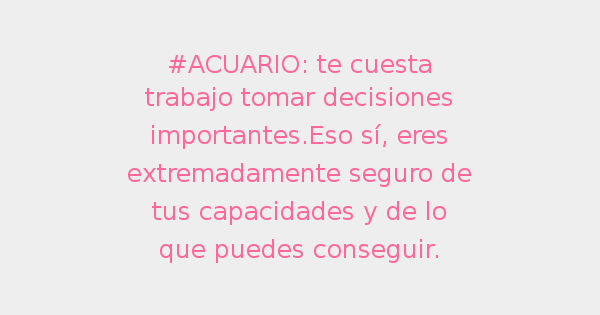 #ACUARIO: te cuesta
trabajo tomar decisiones
importantes.Eso sí, eres
extremadamente seguro de
tus capacidades y de lo
que puedes conseguir.